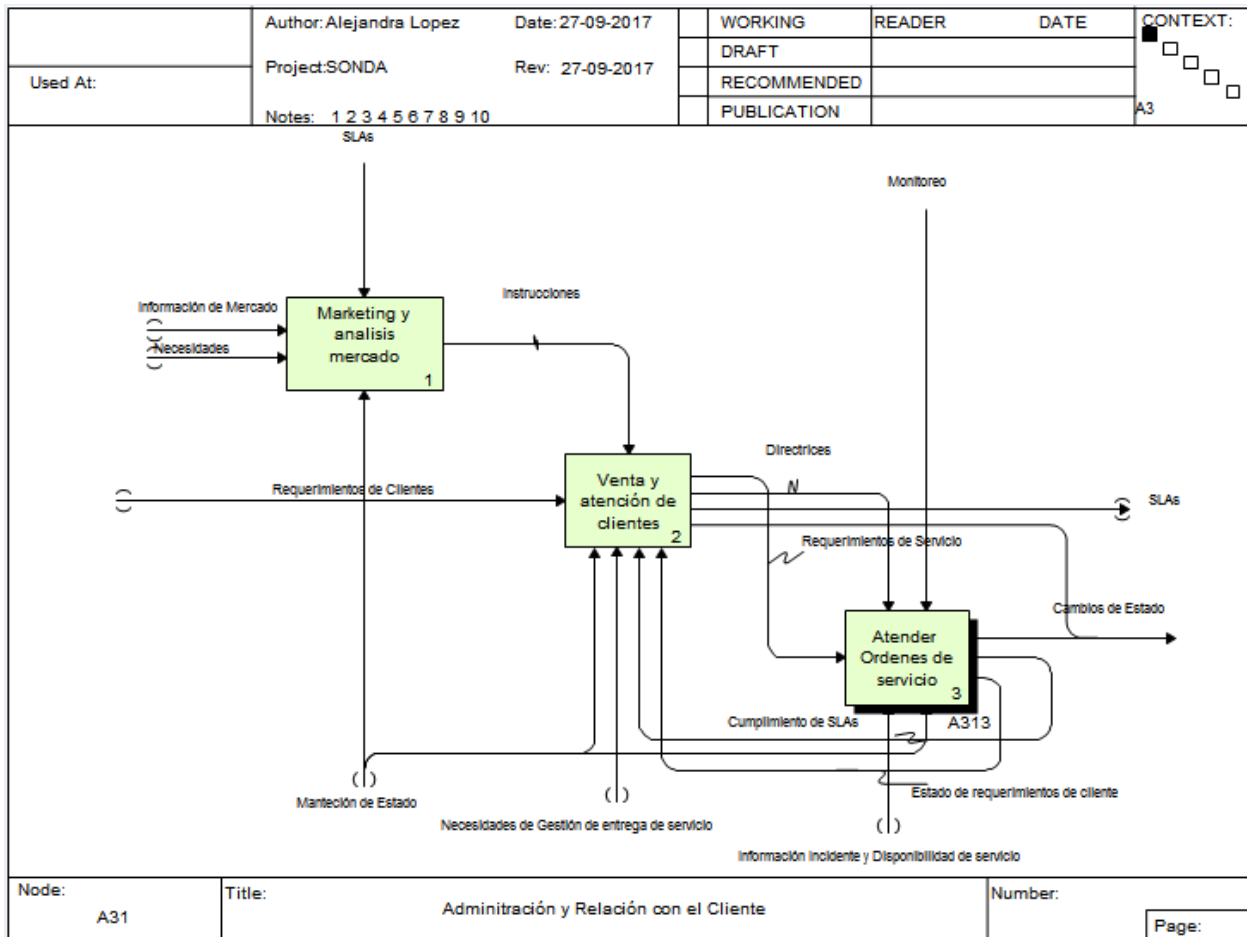 Used At:
Author: Alejandra Lopez
Date: 27-09-2017
Project:SONDA
Rev: 27-09-2017
Notes: 1 2 3 4 5 6 7 8 9 10
WORKING
DRAFT
RECOMMENDED
PUBLICATION
READER
DATE
CONTEXT:
A3
SLAs
Monitoreo
Información de Mercado
Necesidades
Marketing y
analisis
mercado
1
Instrucciones
Requerimientos de Clientes
Venta y
atención de
clientes
2
Directrices
N
SLAs
Requerimientos de Servicio
Cambios de Estado
Atender
Ordenes de
servicio
3
A313
Cumplimiento de SLAs
Manteción de Estado
Estado de requerimientos de cliente
Necesidades de Gestión de entrega de servicio
Información Incidente y Disponibilidad de servicio
Node:
A31
Title:
Adminitración y Relación con el Cliente
Number:
Page: